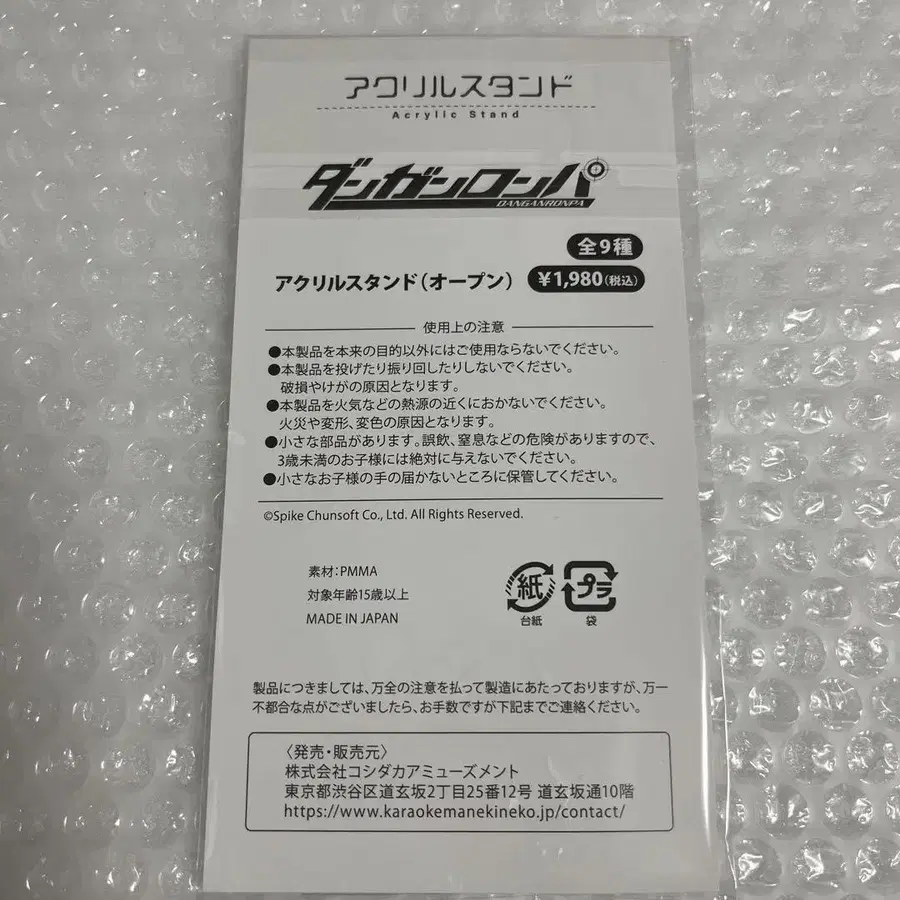 アクリルスタンド
Acrylic Stand
ダンガンロンパ
DANGANRONPA
全9種
アクリルスタンド(オープン) ¥1,980(税込)
使用上の注意
●本製品を本来の目的以外にはご使用ならないでください。
●本製品を投げたり振り回したりしないでください。
破損やけがの原因となります。
●本製品を火気などの熱源の近くにおかないでください。
火災や変形、変色の原因となります。
●小さな部品があります。誤飲、窒息などの危険がありますので、
3歳未満のお子様には絶対に与えないでください。
●小さなお子様の手の届かないところに保管してください。
©Spike Chunsoft Co., Ltd. All Rights Reserved.
素材:PMMA
対象年齢15歳以上
MADE IN JAPAN
紙 プラ
台紙 袋
製品につきましては、万全の注意を払って製造にあたっておりますが、万一
不都合な点がございましたら、お手数ですが下記までご連絡ください。
〈発売・販売元〉
株式会社コシダカアミューズメント
東京都渋谷区道玄坂2丁目25番12号 道玄坂通10階
https://www.karaokemanekineko.jp/contact/